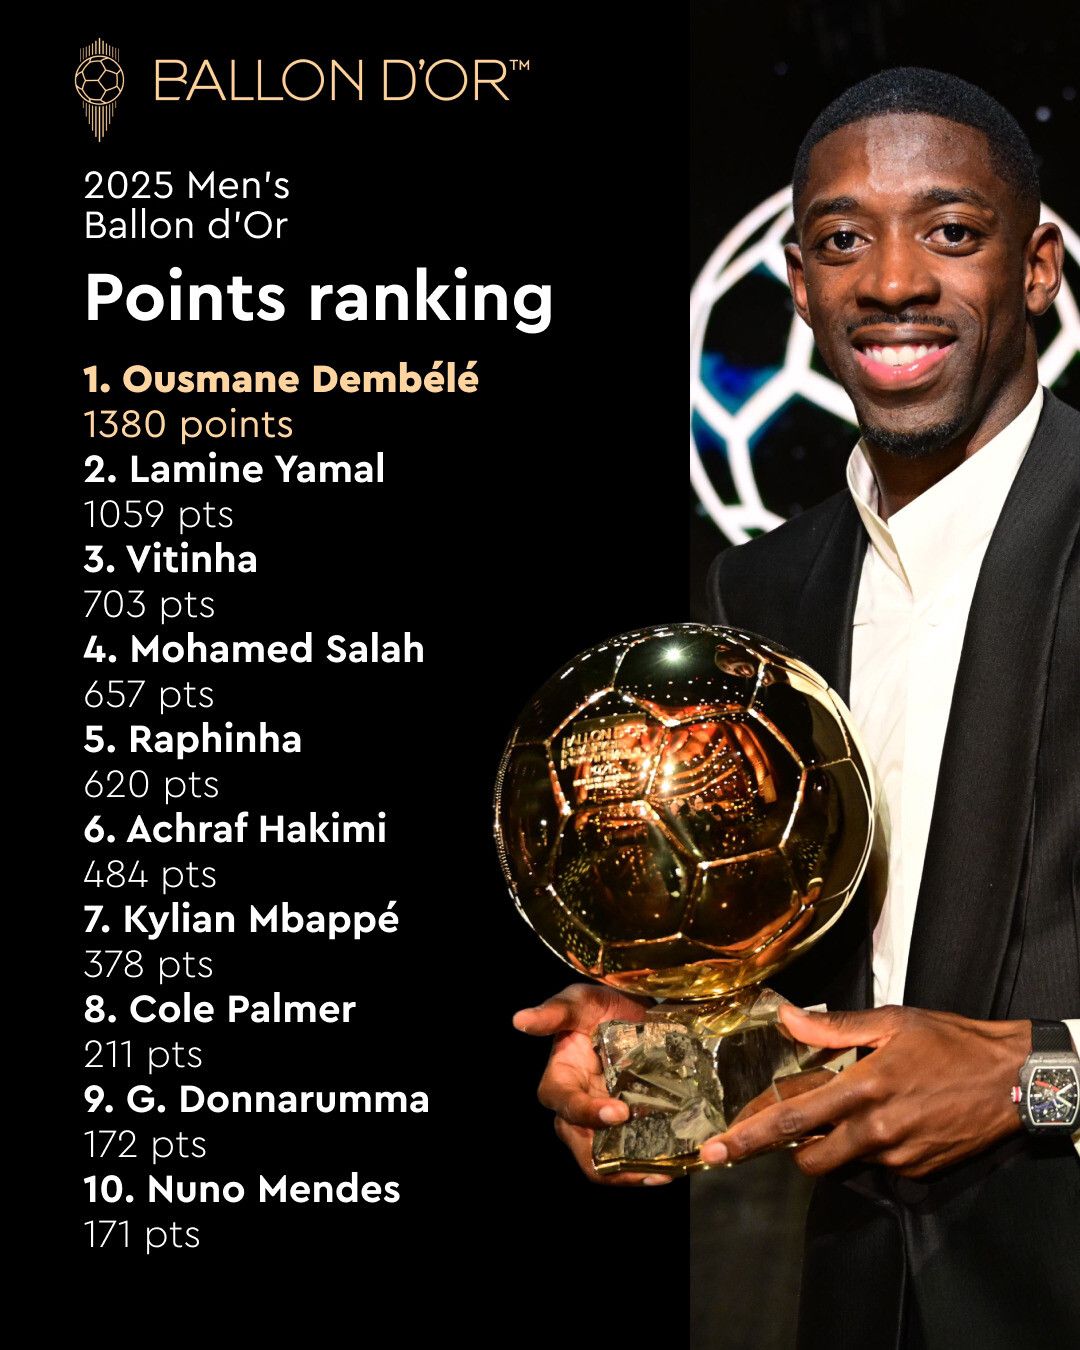 BALLON D'OR™
2025 Men's
Ballon d'Or
Points ranking
1. Ousmane Dembélé
1380 points
2. Lamine Yamal
1059 pts
3. Vitinha
703 pts
4. Mohamed Salah
657 pts
5. Raphinha
620 pts
6. Achraf Hakimi
484 pts
7. Kylian Mbappé
378 pts
8. Cole Palmer
211 pts
9. G. Donnarumma
172 pts
10. Nuno Mendes
171 pts
BALLON D'OR